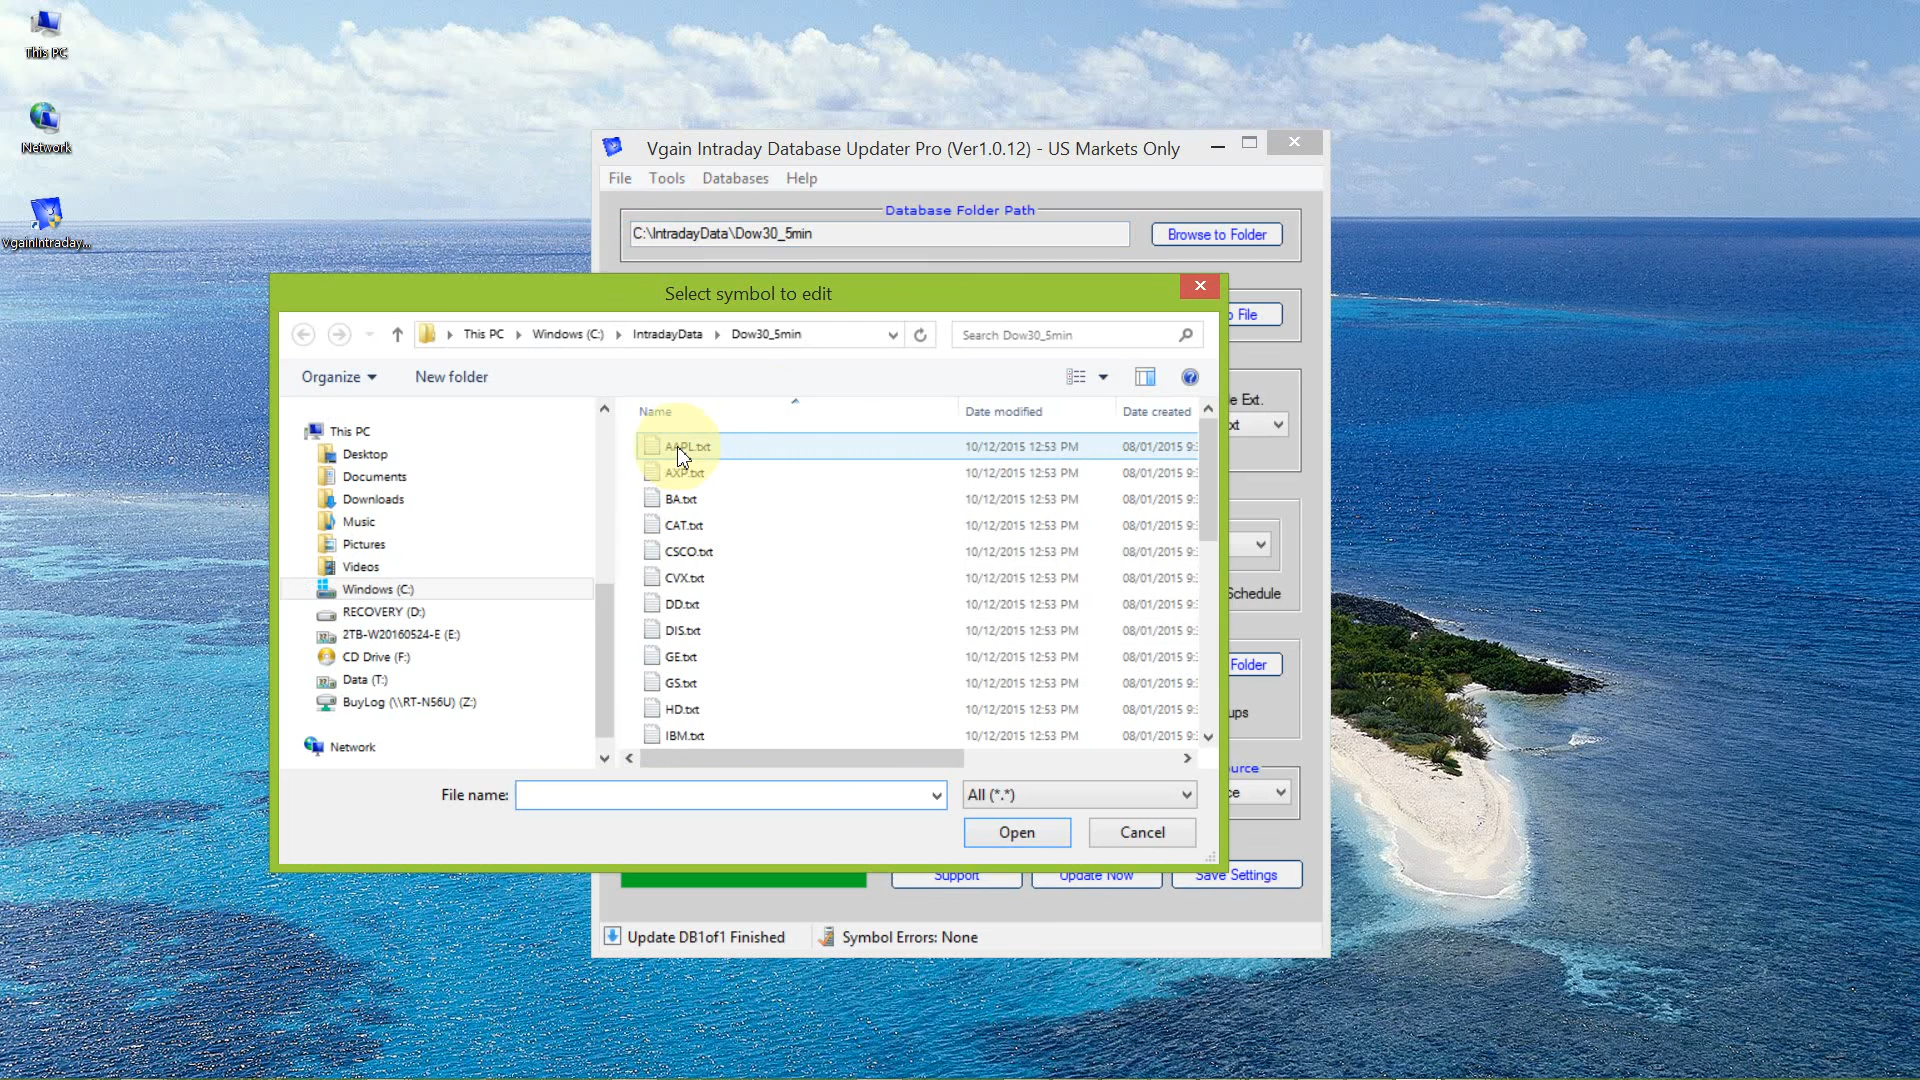 This PC
Network
VgainIntraday...
Vgain Intraday Database Updater Pro (Ver1.0.12) - US Markets Only
File Tools Databases Help
Database Folder Path
C:\IntradayData\Dow30_5min
Browse to Folder
Select symbol to edit
This PC Windows (C:) IntradayData Dow30_5min
Search Dow30_5min
File
Organize
New folder
Name Date modified Date created
AAPL.txt 10/12/2015 12:53 PM 08/01/2015 9:
AXP.txt 10/12/2015 12:53 PM 08/01/2015 9:
BA.txt 10/12/2015 12:53 PM 08/01/2015 9:
CAT.txt 10/12/2015 12:53 PM 08/01/2015 9:
CSCO.txt 10/12/2015 12:53 PM 08/01/2015 9:
CVX.txt 10/12/2015 12:53 PM 08/01/2015 9:
DD.txt 10/12/2015 12:53 PM 08/01/2015 9:
DIS.txt 10/12/2015 12:53 PM 08/01/2015 9:
GE.txt 10/12/2015 12:53 PM 08/01/2015 9:
GS.txt 10/12/2015 12:53 PM 08/01/2015 9:
HD.txt 10/12/2015 12:53 PM 08/01/2015 9:
IBM.txt 10/12/2015 12:53 PM 08/01/2015 9:
This PC
Desktop
Documents
Downloads
Music
Pictures
Videos
Windows (C:)
RECOVERY (D:)
2TB-W20160524-E (E:)
CD Drive (F:)
Data (T:)
BuyLog (\\RT-N56U) (Z:)
Network
e Ext.
xt
Schedule
Folder
ups
urce
ce
File name:
All (*.*)
Open
Cancel
Support
Update Now
Save Settings
Update DB1of1 Finished
Symbol Errors: None